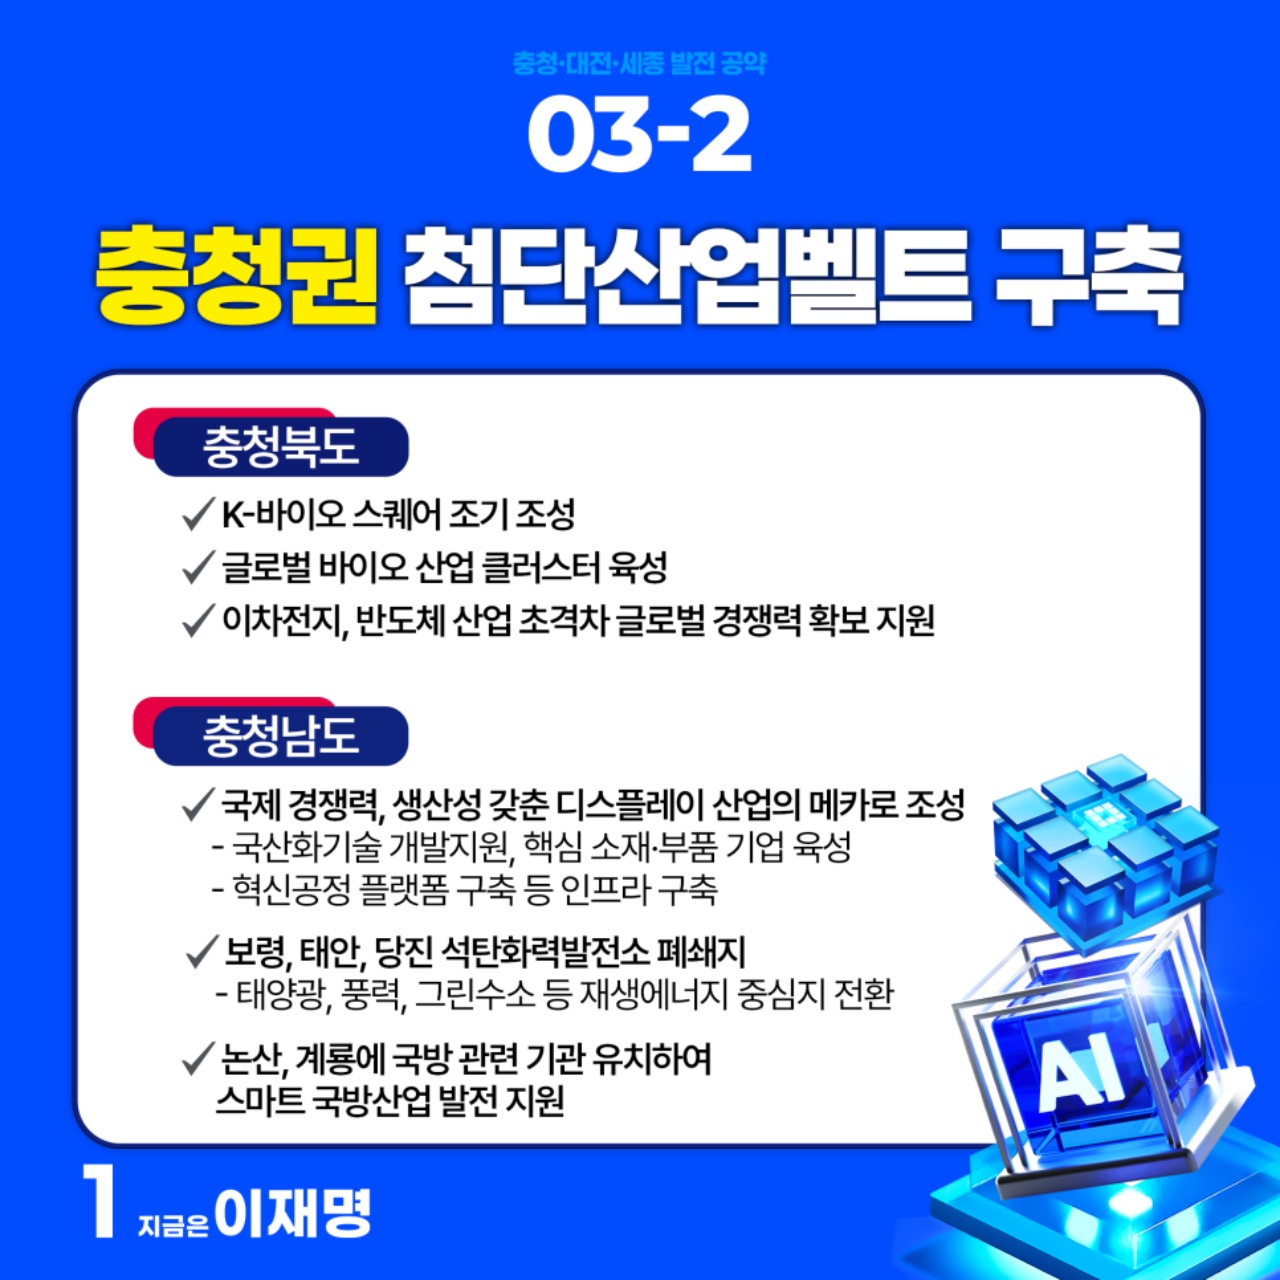 충청·대전·세종 발전 공약
03-2
충청권 첨단산업벨트 구축
충청북도
✓ K-바이오 스퀘어 조기 조성
✓ 글로벌 바이오 산업 클러스터 육성
✓ 이차전지, 반도체 산업 초격차 글로벌 경쟁력 확보 지원
충청남도
✓ 국제 경쟁력, 생산성 갖춘 디스플레이 산업의 메카로 조성
- 국산화기술 개발지원, 핵심 소재·부품 기업 육성
- 혁신공정 플랫폼 구축 등 인프라 구축
✓ 보령, 태안, 당진 석탄화력발전소 폐쇄지
- 태양광, 풍력, 그린수소 등 재생에너지 중심지 전환
✓ 논산, 계룡에 국방 관련 기관 유치하여
스마트 국방산업 발전 지원
AI
1 지금은 이재명